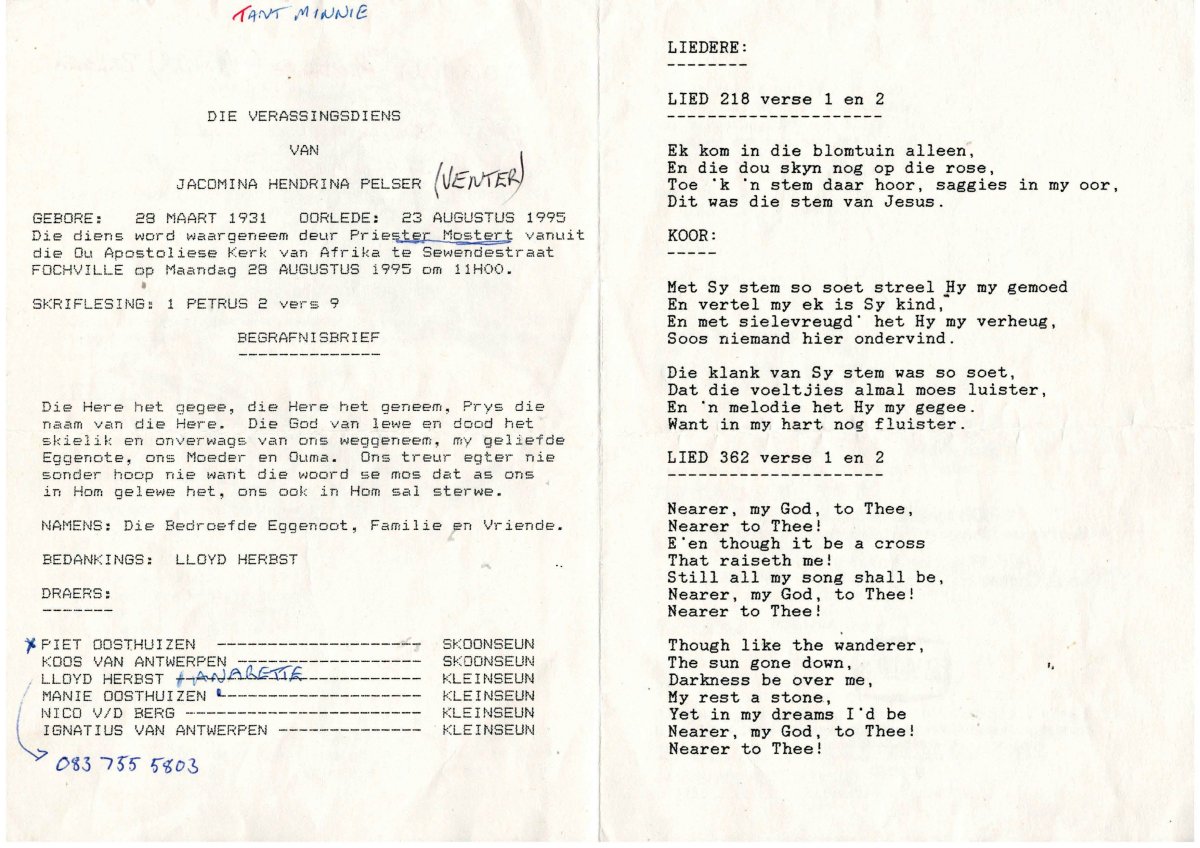 TANT MINNIE
DIE VERASSINGSDIENS
VAN
JACOMINA HENDRINA PELSER (VENTER)
GEBORE: 28 MAART 1931 OORLEDE: 23 AUGUSTUS 1995
Die diens word waargeneem deur Priester Mostert vanuit
die Ou Apostoliese Kerk van Afrika te Sewendestraat
FOCHVILLE op Maandag 28 AUGUSTUS 1995 om 11H00.
SKRIFLESING: 1 PETRUS 2 vers 9
BEGRAFNISBRIEF
--------------
Die Here het gegee, die Here het geneem, Prys die
naam van die Here. Die God van lewe en dood het
skielik en onverwags van ons weggeneem, my geliefde
Eggenote, ons Moeder en Ouma. Ons treur egter nie
sonder hoop nie want die woord se mos dat as ons
in Hom gelewe het, ons ook in Hom sal sterwe.
NAMENS: Die Bedroefde Eggenoot, Familie en Vriende.
BEDANKINGS: LLOYD HERBST
DRAERS:
-------
x PIET OOSTHUIZEN -------------------- SKOONSEUN
KOOS VAN ANTWERPEN ------------------ SKOONSEUN
LLOYD HERBST + ANARETTE -------------- KLEINSEUN
MANIE OOSTHUIZEN -------------------- KLEINSEUN
NICO V/D BERG ----------------------- KLEINSEUN
IGNATIUS VAN ANTWERPEN -------------- KLEINSEUN
083 755 5803
LIEDERE:
--------
LIED 218 verse 1 en 2
---------------------
Ek kom in die blomtuin alleen,
En die dou skyn nog op die rose,
Toe 'k 'n stem daar hoor, saggies in my oor,
Dit was die stem van Jesus.
KOOR:
-----
Met Sy stem so soet streel Hy my gemoed
En vertel my ek is Sy kind,
En met sielevreugd' het Hy my verheug,
Soos niemand hier ondervind.
Die klank van Sy stem was so soet,
Dat die voeltjies almal moes luister,
En 'n melodie het Hy my gegee.
Want in my hart nog fluister.
LIED 362 verse 1 en 2
---------------------
Nearer, my God, to Thee,
Nearer to Thee!
E'en though it be a cross
That raiseth me!
Still all my song shall be,
Nearer, my God, to Thee!
Nearer to Thee!
Though like the wanderer,
The sun gone down,
Darkness be over me,
My rest a stone,
Yet in my dreams I'd be
Nearer, my God, to Thee!
Nearer to Thee!